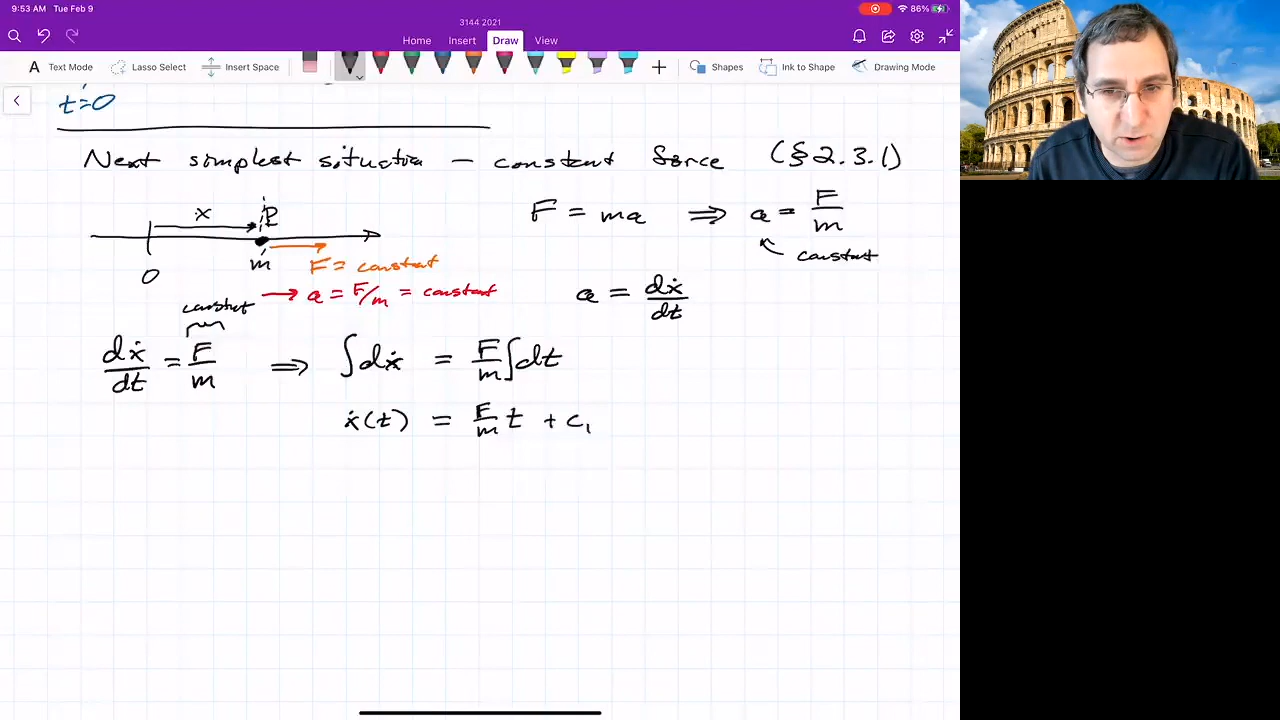 9:53 AM Tue Feb 9
86%
3144 2021
Home Insert Draw View
Text Mode Lasso Select Insert Space + Shapes Ink to Shape Drawing Mode
t=0
Next simplest situation — constant force (§2.3.1)
x P
F = ma ⟹ a = F/m
constant
O m F = constant
→ a = F/m = constant
a = dẋ/dt
constant
dẋ/dt = F/m ⟹ ∫dẋ = F/m ∫dt
ẋ(t) = F/m t + c₁